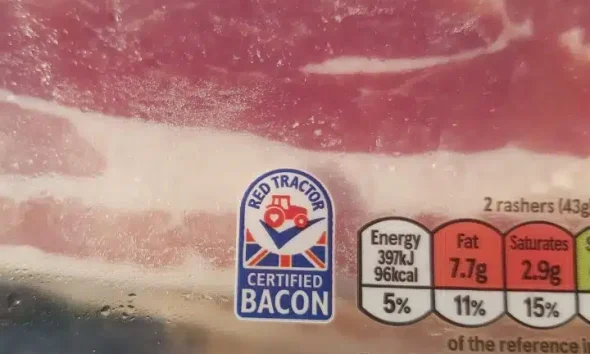 RED TRACTOR
CERTIFIED
BACON
2 rashers (43g
Energy
397kJ
96kcal
5%
Fat
7.7g
11%
Saturates
2.9g
15%
of the reference